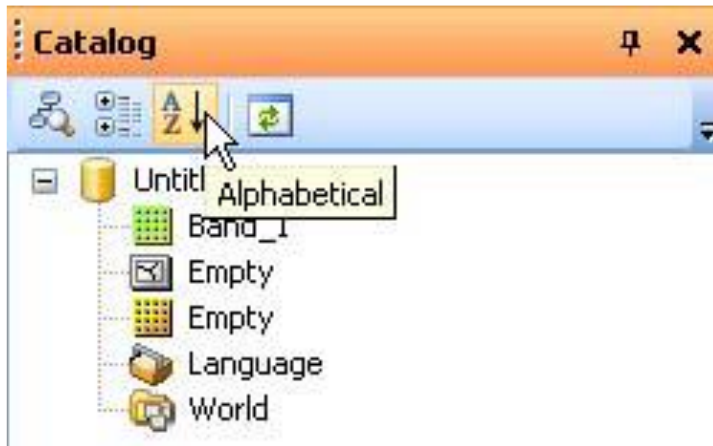 Catalog
Untitl
Alphabetical
Band_1
Empty
Empty
Language
World